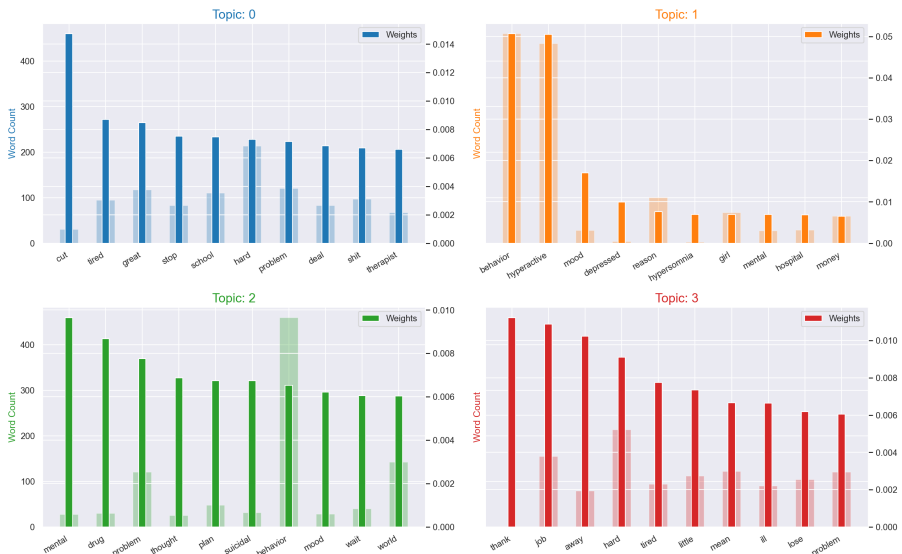 Topic: 0
Weights
Word Count
400
300
200
100
0
0.014
0.012
0.010
0.008
0.006
0.004
0.002
0.000
cut
tired
great
stop
school
hard
problem
deal
shit
therapist
Topic: 1
Weights
Word Count
0.05
0.04
0.03
0.02
0.01
0.00
behavior
hyperactive
mood
depressed
reason
hypersomnia
girl
mental
hospital
money
Topic: 2
Weights
Word Count
400
300
200
100
0
0.010
0.008
0.006
0.004
0.002
0.000
mental
drug
problem
thought
plan
suicidal
behavior
mood
wait
world
Topic: 3
Weights
Word Count
0.010
0.008
0.006
0.004
0.002
0.000
thank
job
away
hard
tired
little
mean
ill
lose
problem